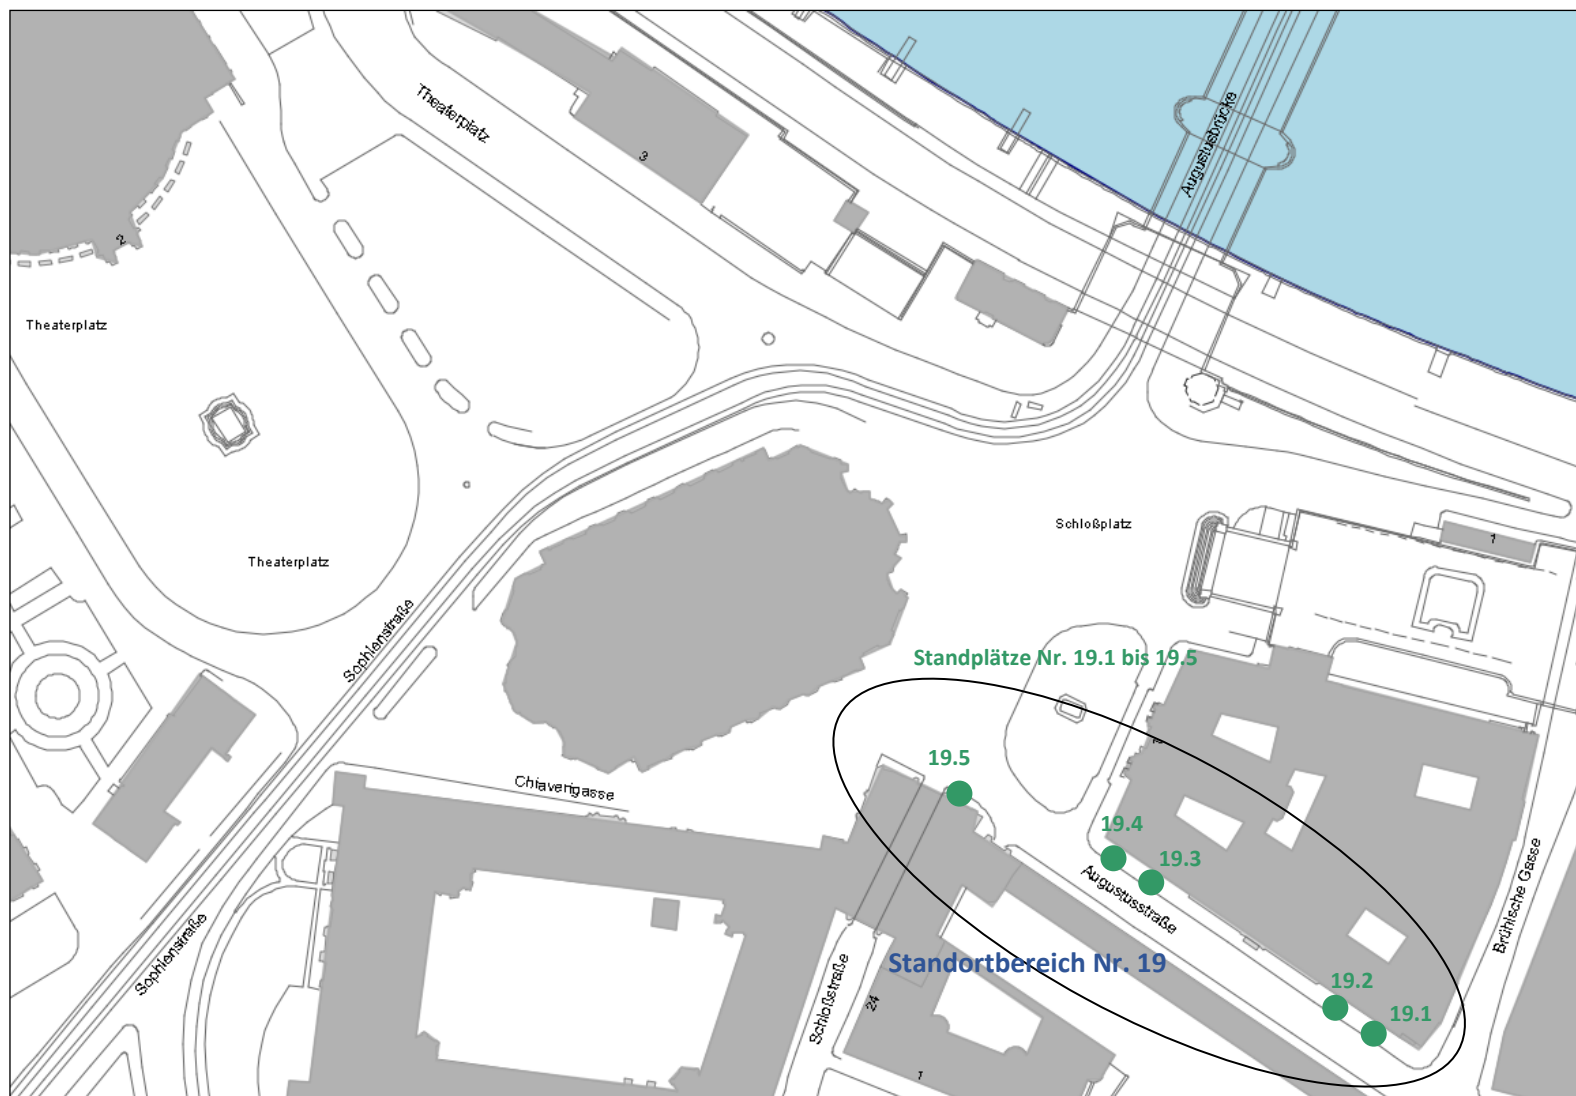 Theaterplatz
Augustusbrücke
3
2
Theaterplatz
Schloßplatz
1
Theaterplatz
Sophienstraße
Standplätze Nr. 19.1 bis 19.5
19.5
Chiaverigasse
19.4
19.3
Augustusstraße
Brühlsche Gasse
Sophienstraße
Schloßstraße
Standortbereich Nr. 19
24
19.2
19.1
1